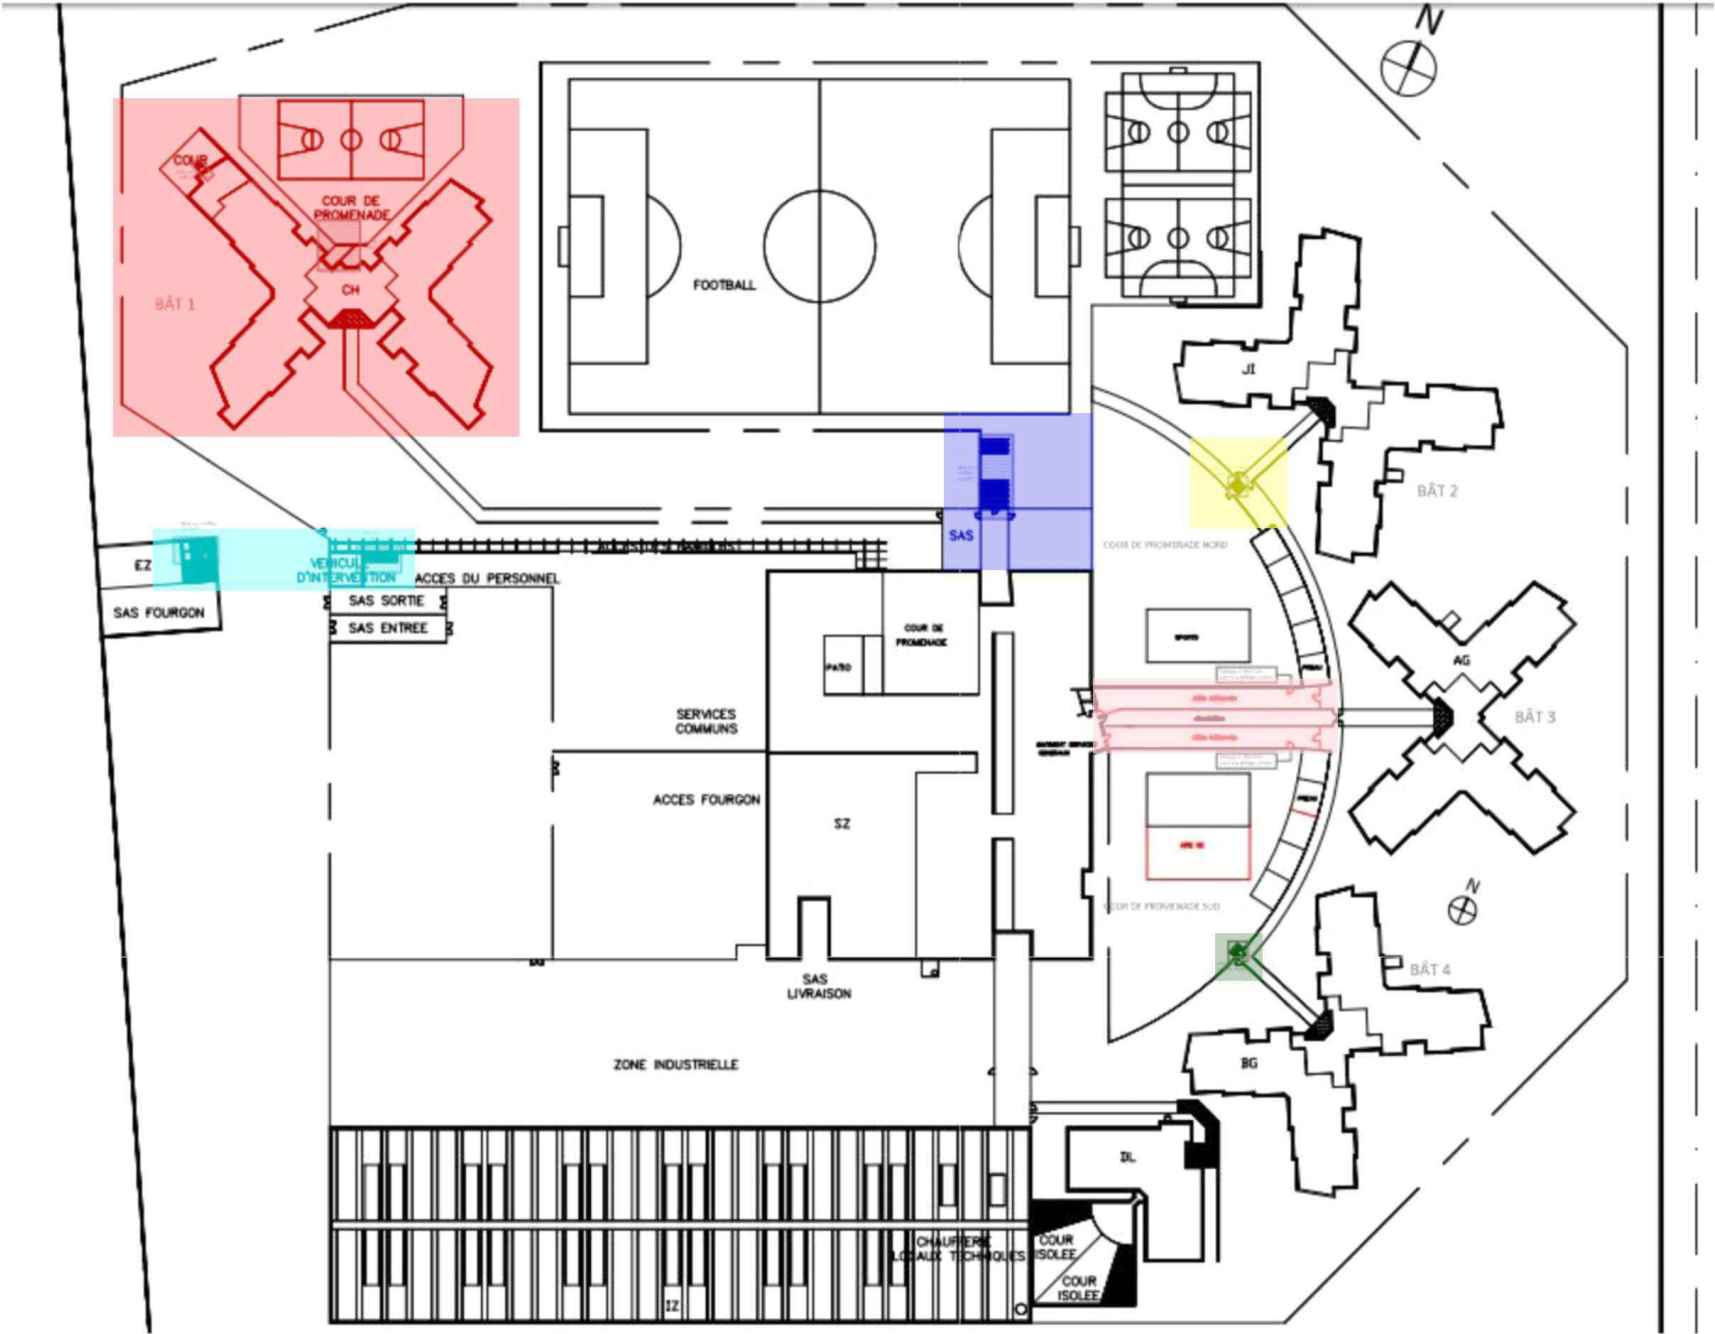 N
COUR
COUR DE
PROMENADE
CH
BÂT 1
FOOTBALL
JI
BÂT 2
SAS
COUR DE PROMENADE NORD
EZ
VEHICULE
D'INTERVENTION
ACCES DU PERSONNEL
SAS FOURGON
SAS SORTIE
SAS ENTREE
COUR DE
PROMENADE
PATIO
SPORTS
PREAU
AG
BÂT 3
SERVICES
COMMUNS
ACCES FOURGON
SZ
PREAU
COUR DE PROMENADE SUD
N
BÂT 4
SAS
LIVRAISON
ZONE INDUSTRIELLE
BG
DL
CHAUFFERIE
LOCAUX TECHNIQUES
COUR
ISOLEE
COUR
ISOLEE
IZ